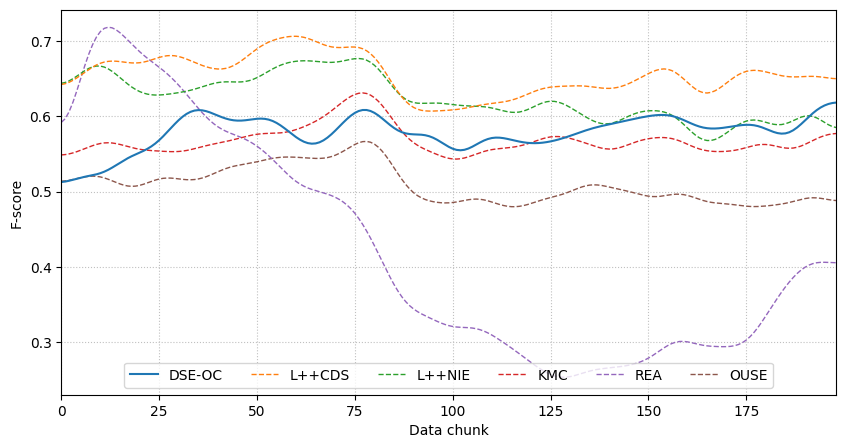 0.7
0.6
0.5
0.4
0.3
F-score
0 25 50 75 100 125 150 175
Data chunk
DSE-OC L++CDS L++NIE KMC REA OUSE